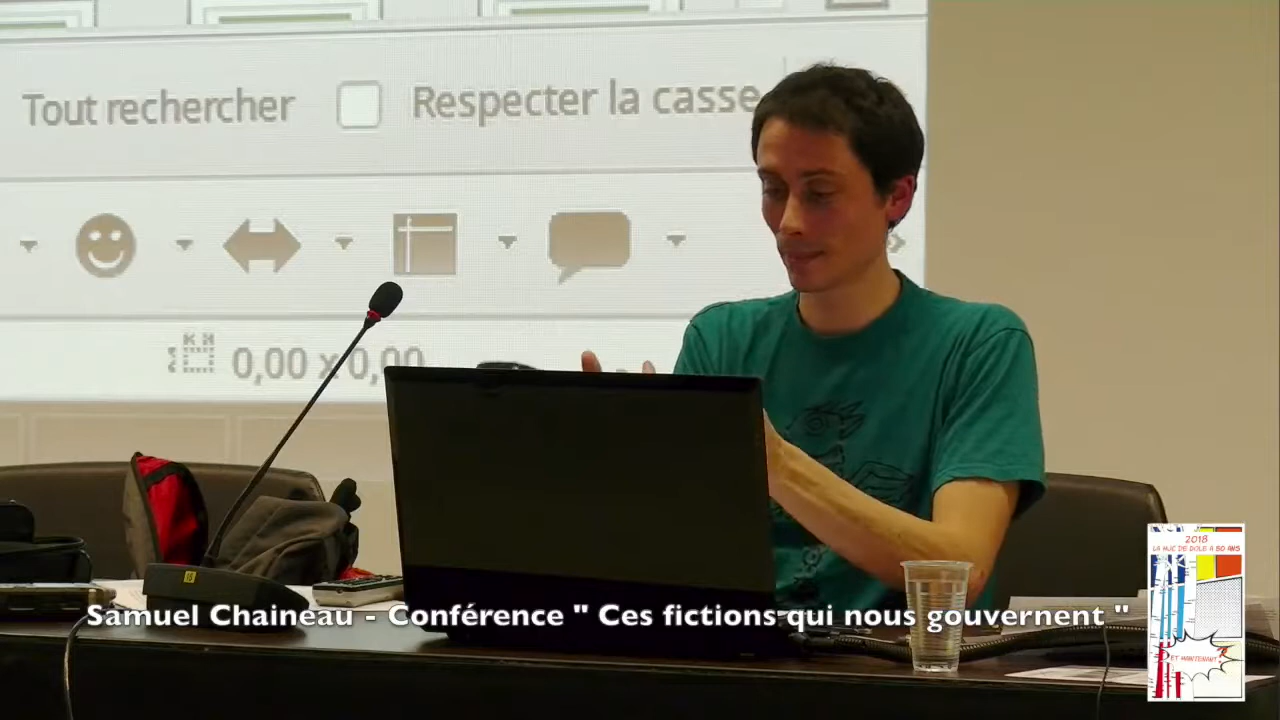 Tout rechercher
Respecter la casse
0,00 x 0,00
15
Samuel Chaineau - Conférence " Ces fictions qui nous gouvernent "
2018
LA MJC DE DOLE A 50 ANS
ET MAINTENANT ?